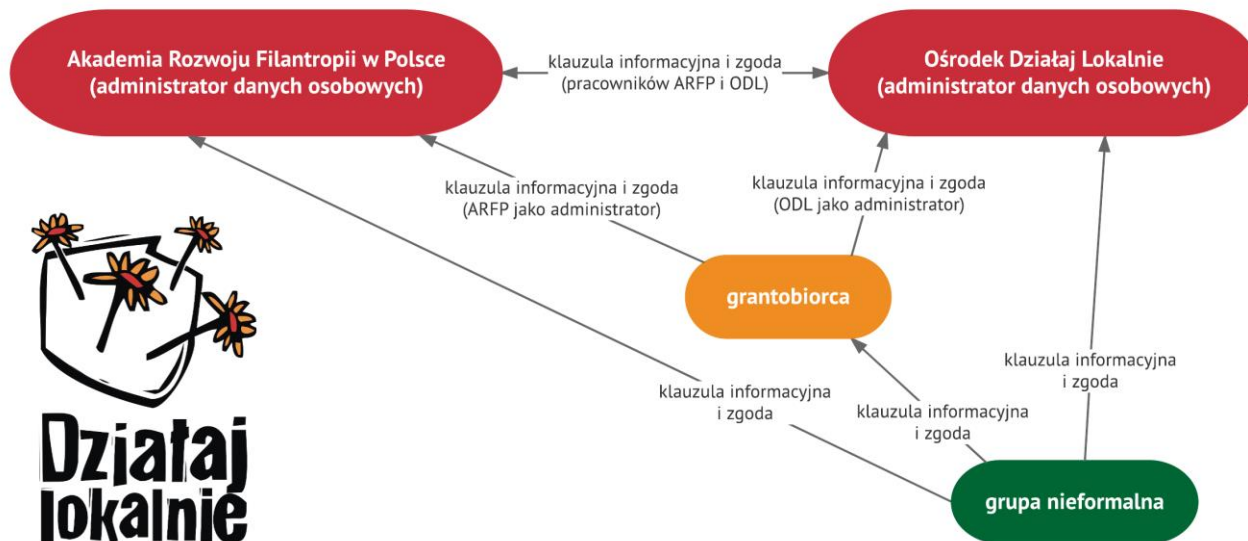 Akademia Rozwoju Filantropii w Polsce
(administrator danych osobowych)
klauzula informacyjna i zgoda
(pracowników ARFP i ODL)
Ośrodek Działaj Lokalnie
(administrator danych osobowych)
klauzula informacyjna i zgoda
(ARFP jako administrator)
klauzula informacyjna i zgoda
(ODL jako administrator)
grantobiorca
klauzula informacyjna
i zgoda
klauzula informacyjna
i zgoda
klauzula informacyjna
i zgoda
grupa nieformalna
Działaj
lokalnie